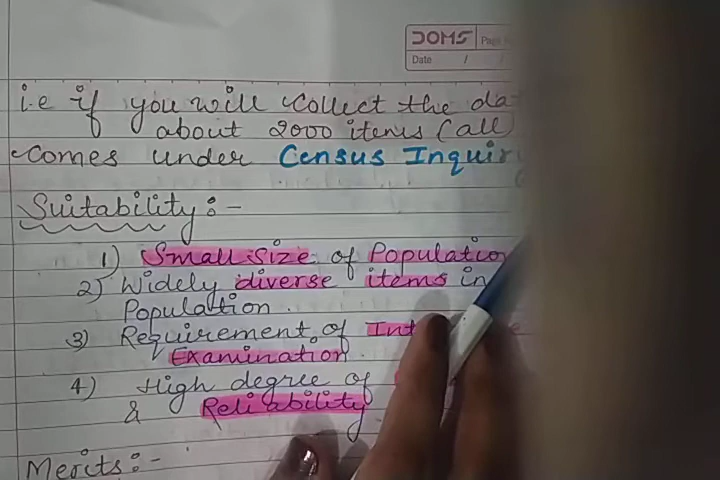 DOMS
Date / /
i.e if you will collect the
about 2000 items (all)
comes under Census
Suitability:-
1) Small Size of
2) Widely diverse items in
Population.
3) Requirement of
Examination.
4) High degree of
& Reliability.
Merits:-